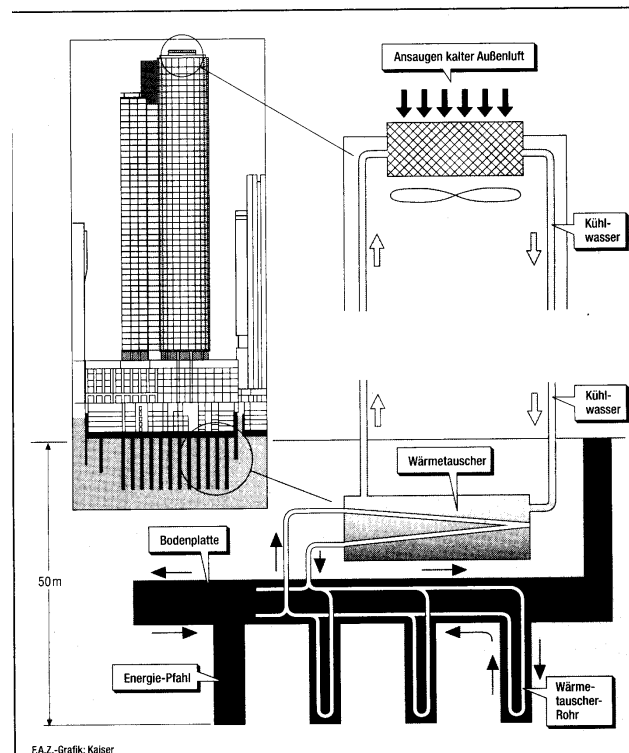 Ansaugen kalter Außenluft
Kühl-
wasser
Kühl-
wasser
Wärmetauscher
Bodenplatte
50 m
Energie-Pfahl
Wärme-
tauscher-
Rohr
F.A.Z.-Grafik: Kaiser